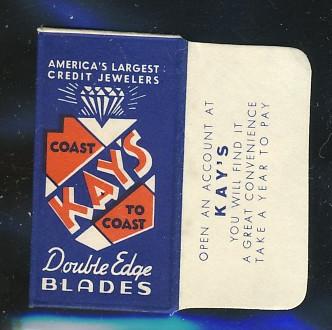 AMERICA'S LARGEST
CREDIT JEWELERS
COAST
KAY'S
TO
COAST
Double Edge
BLADES
OPEN AN ACCOUNT AT
KAY'S
YOU WILL FIND IT
A GREAT CONVENIENCE
TAKE A YEAR TO PAY